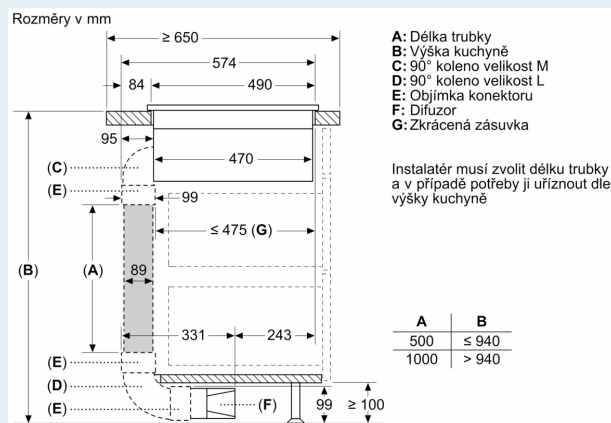 Rozměry v mm
≥ 650
574
84
490
95
470
(C)
(E)
99
≤ 475 (G)
(B)
(A)
89
331
243
(E)
(D)
(E)
(F)
99
≥ 100
A: Délka trubky
B: Výška kuchyně
C: 90° koleno velikost M
D: 90° koleno velikost L
E: Objímka konektoru
F: Difuzor
G: Zkrácená zásuvka
Instalatér musí zvolit délku trubky
a v případě potřeby ji uříznout dle
výšky kuchyně
A B
500 ≤ 940
1000 > 940